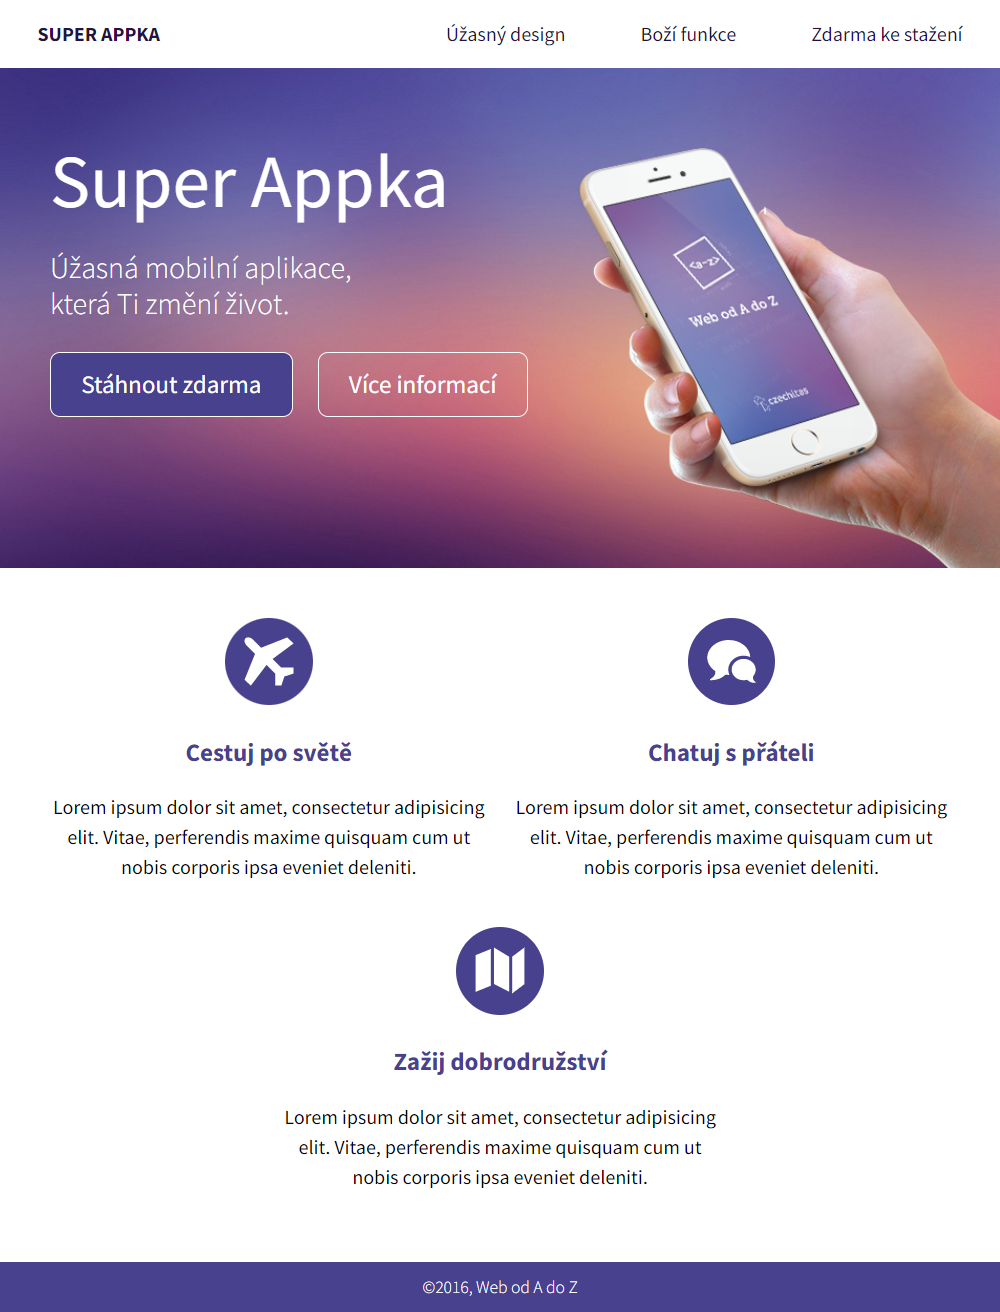 SUPER APPKA
Úžasný design
Boží funkce
Zdarma ke stažení
Super Appka
Úžasná mobilní aplikace,
která Ti změní život.
Stáhnout zdarma
Více informací
<a-z>
Web od A do Z
czechitas
Cestuj po světě
Lorem ipsum dolor sit amet, consectetur adipisicing
elit. Vitae, perferendis maxime quisquam cum ut
nobis corporis ipsa eveniet deleniti.
Chatuj s přáteli
Lorem ipsum dolor sit amet, consectetur adipisicing
elit. Vitae, perferendis maxime quisquam cum ut
nobis corporis ipsa eveniet deleniti.
Zažij dobrodružství
Lorem ipsum dolor sit amet, consectetur adipisicing
elit. Vitae, perferendis maxime quisquam cum ut
nobis corporis ipsa eveniet deleniti.
©2016, Web od A do Z